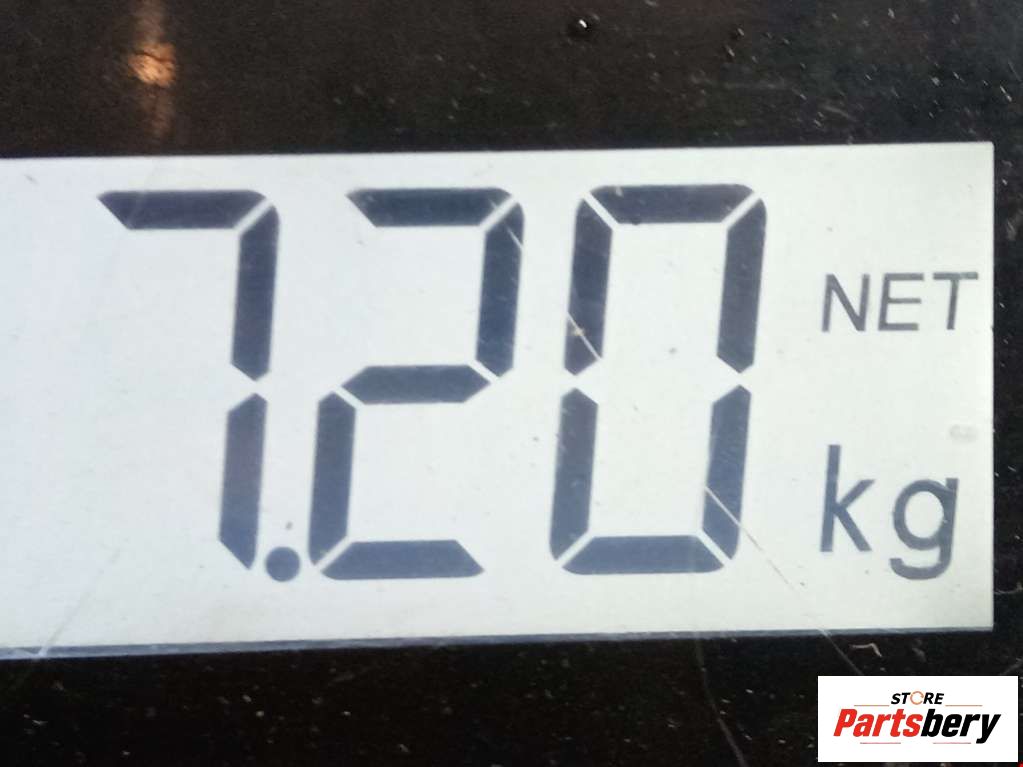 7.20 NET
kg
STORE
Partsbery